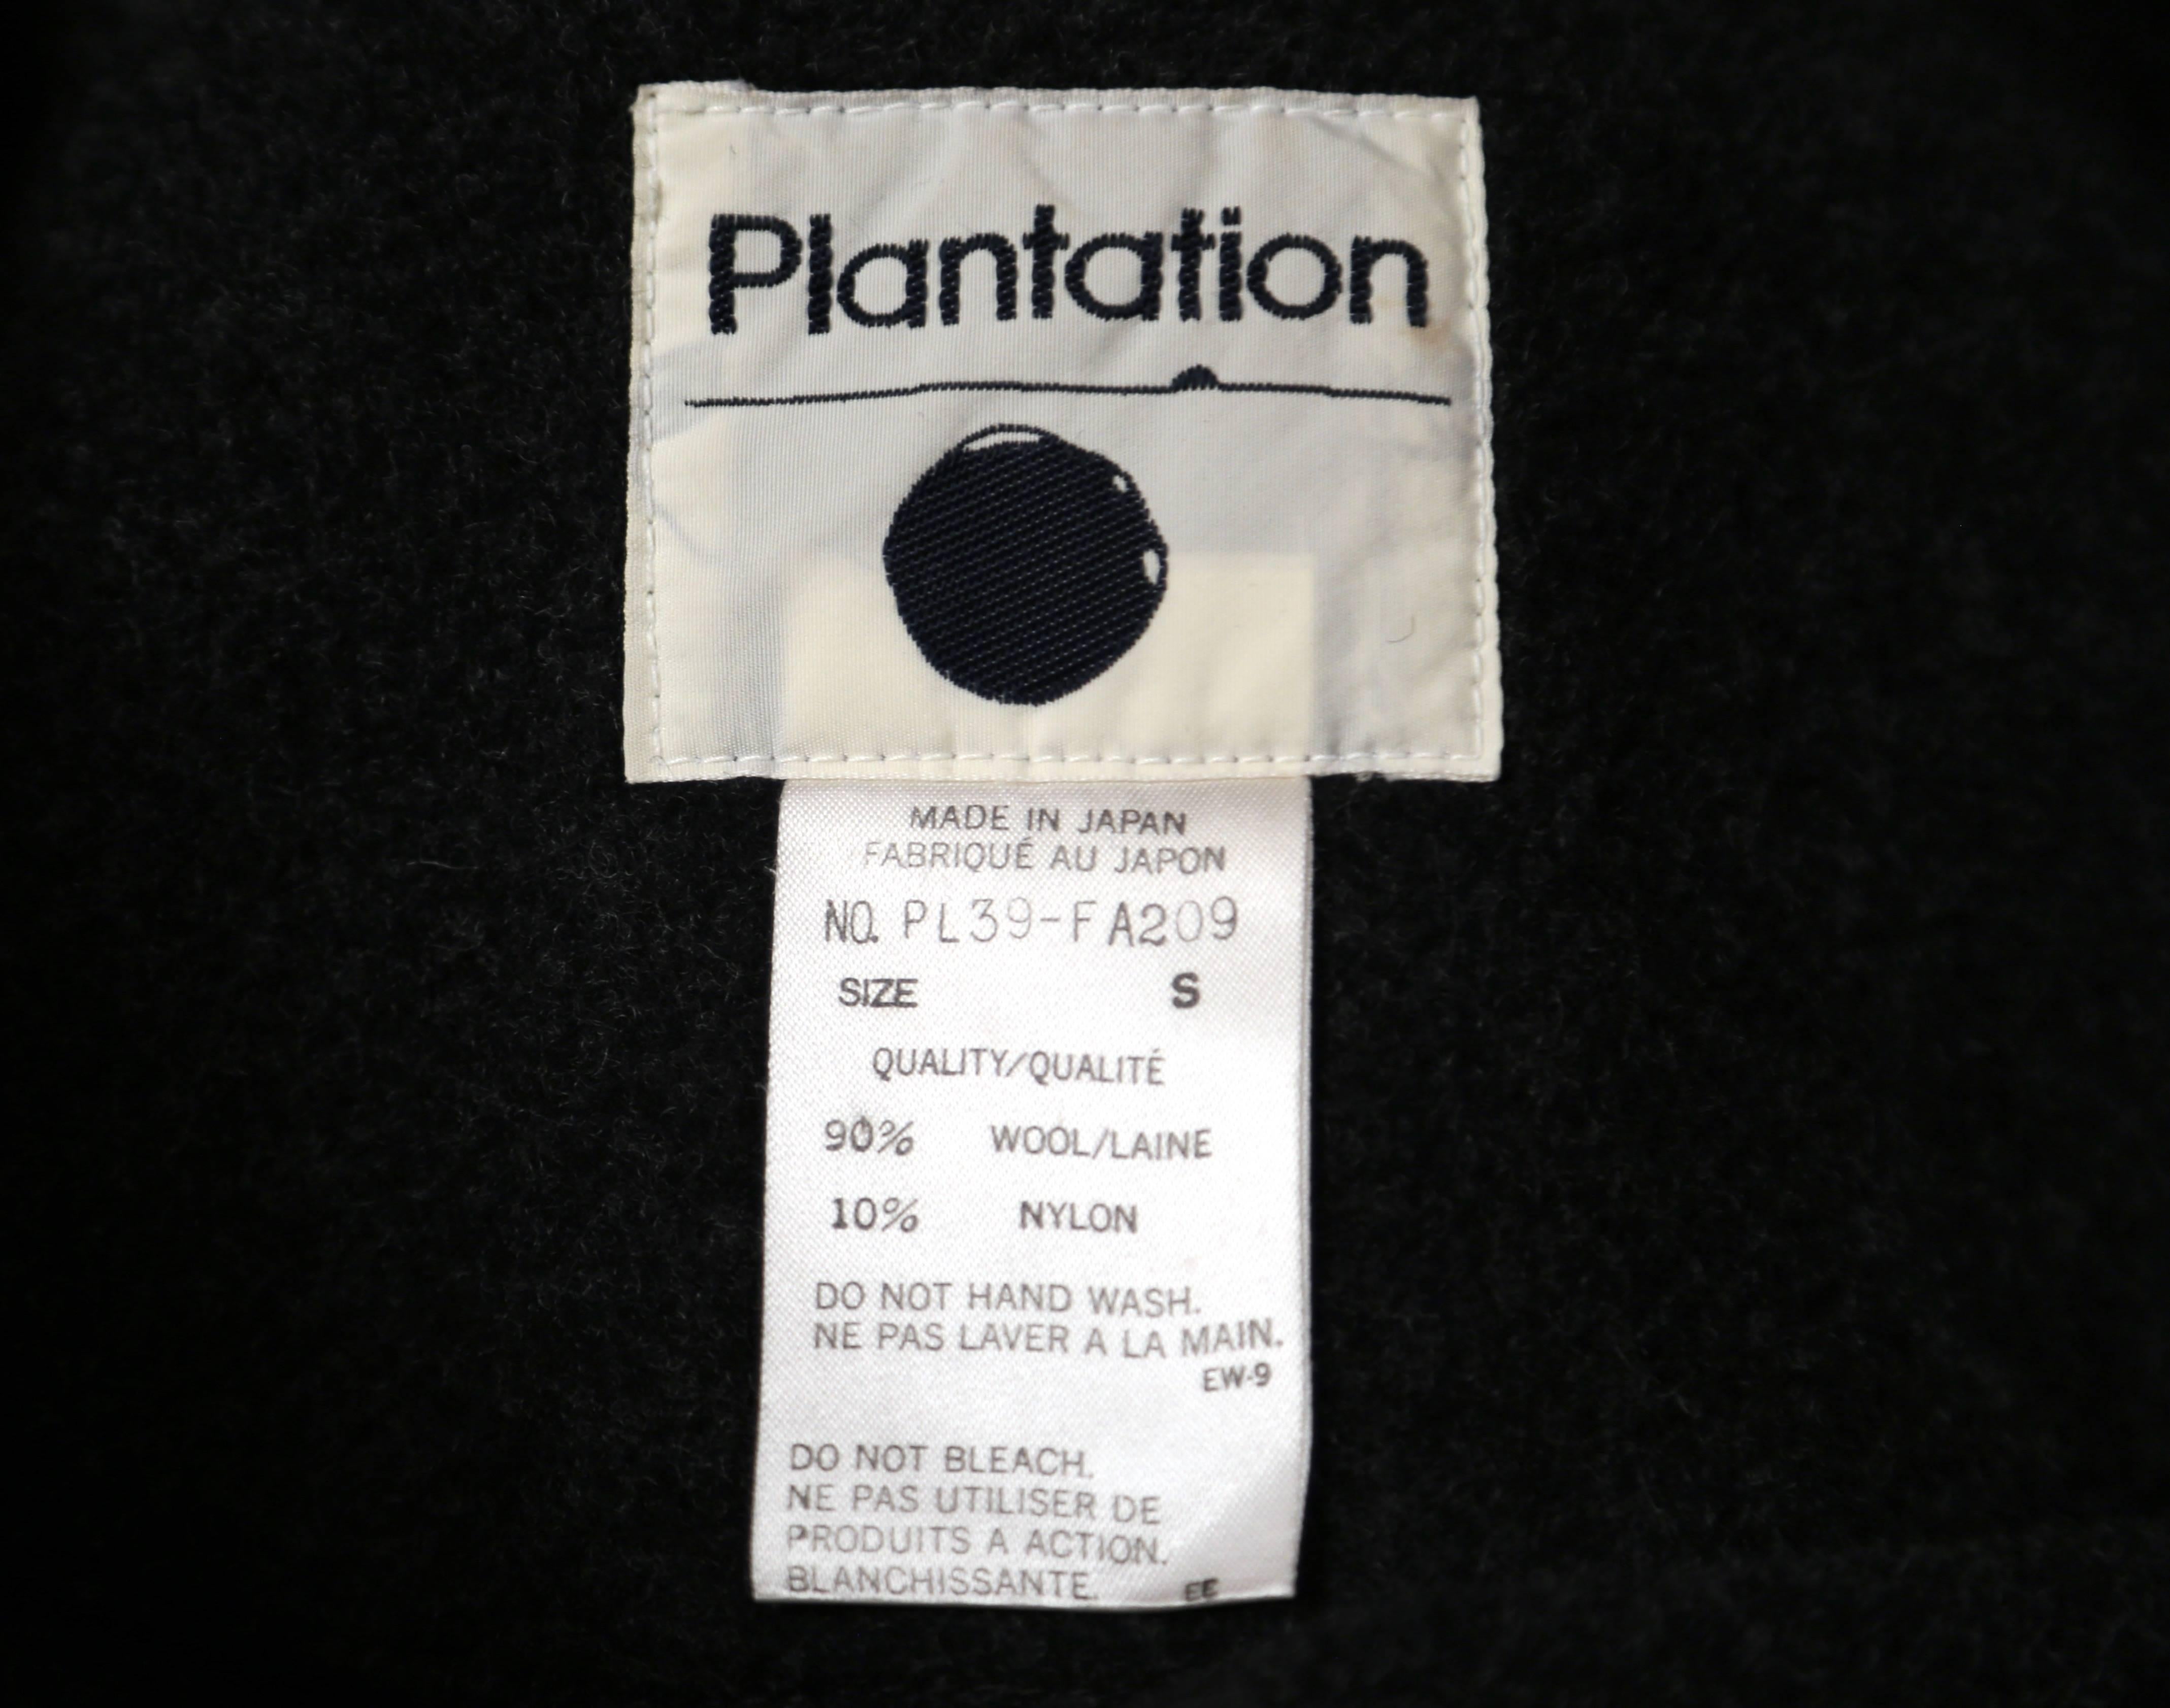 Plantation
MADE IN JAPAN
FABRIQUÉ AU JAPON
NO. PL39-FA209
SIZE S
QUALITY/QUALITÉ
90% WOOL/LAINE
10% NYLON
DO NOT HAND WASH.
NE PAS LAVER A LA MAIN.
EW-9
DO NOT BLEACH.
NE PAS UTILISER DE
PRODUITS A ACTION.
BLANCHISSANTE. EE